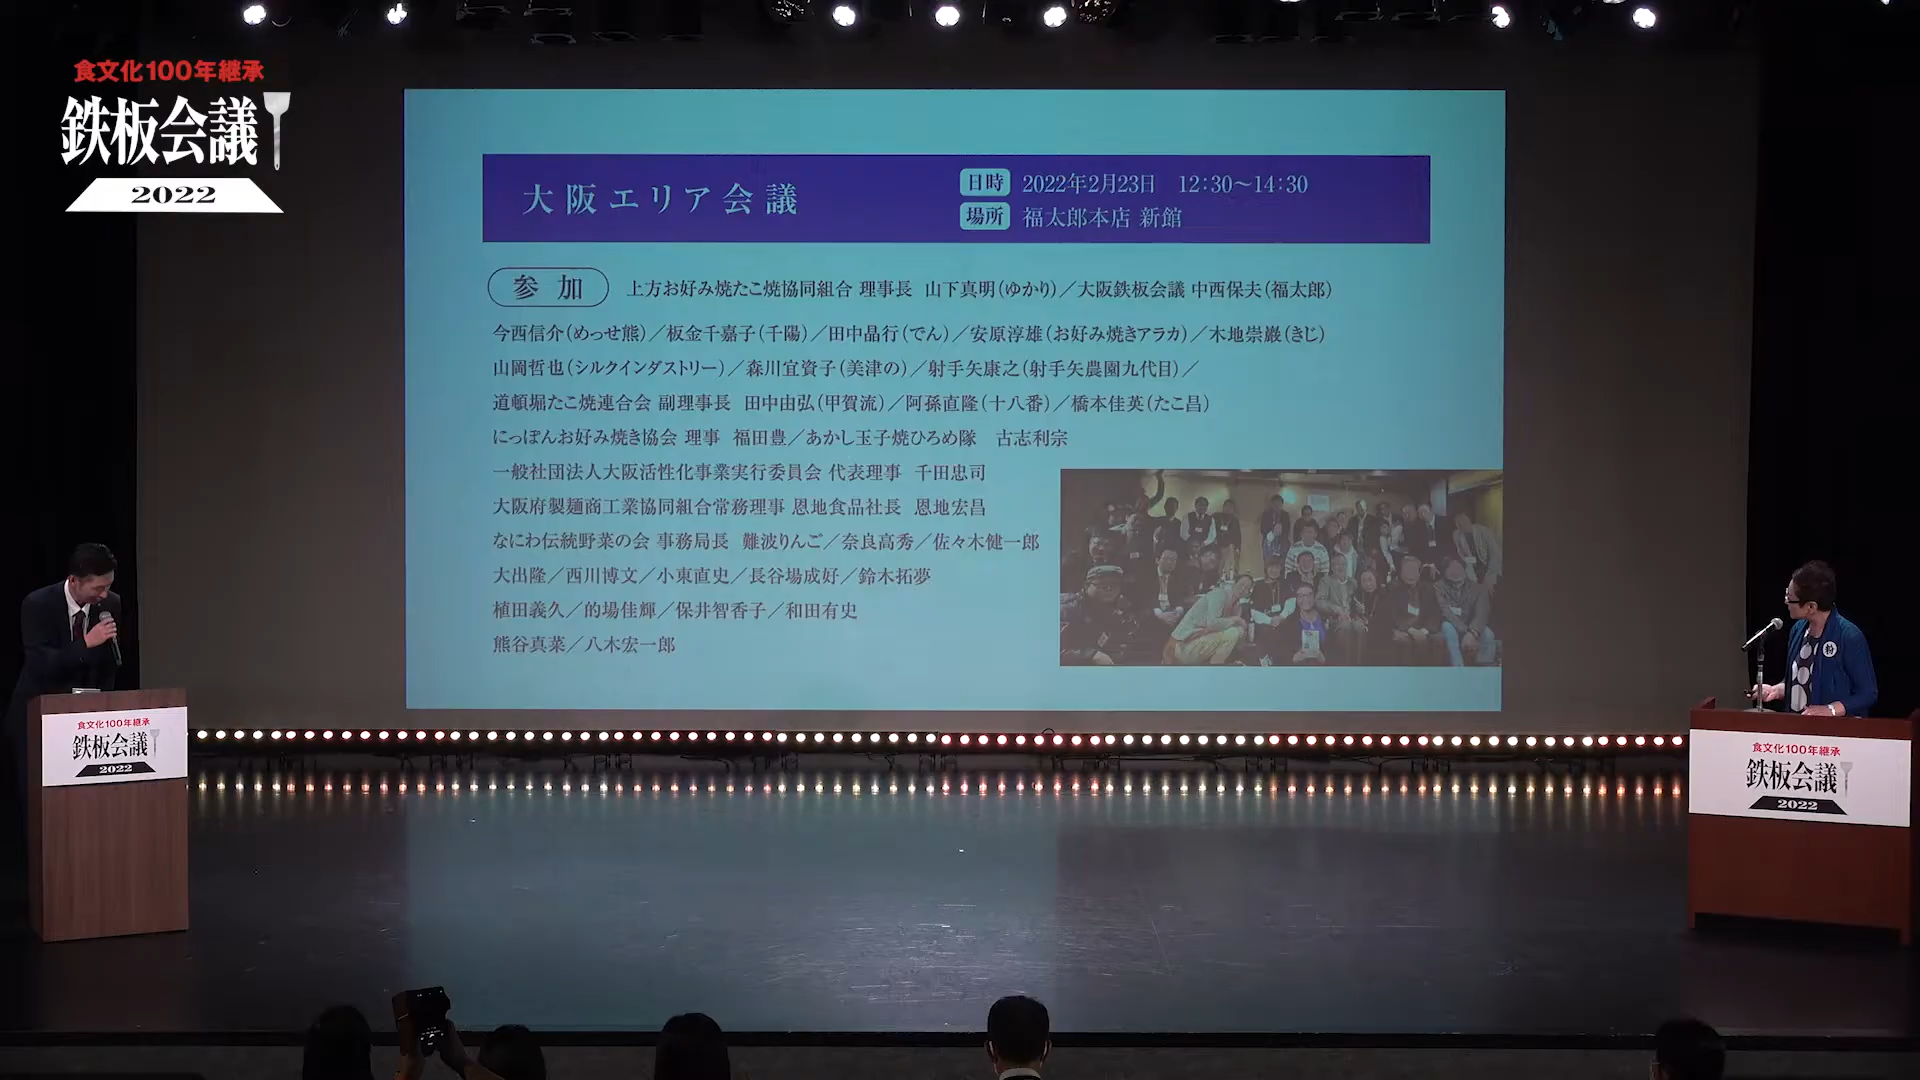 食文化100年継承
鉄板会議
2022
大阪エリア会議
日時 2022年2月23日 12:30〜14:30
場所 福太郎本店 新館
参加 上方お好み焼たこ焼協同組合 理事長 山下真明(ゆかり)／大阪鉄板会議 中西保夫(福太郎)
今西信介(めっせ熊)／板金千嘉子(千陽)／田中晶行(でん)／安原淳雄(お好み焼きアラカ)／木地崇巌(きじ)
山岡哲也(シルクインダストリー)／森川宜資子(美津の)／射手矢康之(射手矢農園九代目)／
道頓堀たこ焼連合会 副理事長 田中由弘(甲賀流)／阿孫直隆(十八番)／橋本佳英(たこ昌)
にっぽんお好み焼き協会 理事 福田豊／あかし玉子焼ひろめ隊 古志利宗
一般社団法人大阪活性化事業実行委員会 代表理事 千田忠司
大阪府製麺商工業協同組合常務理事 恩地食品社長 恩地宏昌
なにわ伝統野菜の会 事務局長 難波りんご／奈良高秀／佐々木健一郎
大出隆／西川博文／小東直史／長谷場成好／鈴木拓夢
植田義久／的場佳輝／保井智香子／和田有史
熊谷真菜／八木宏一郎
粉
食文化100年継承
鉄板会議
2022
食文化100年継承
鉄板会議
2022